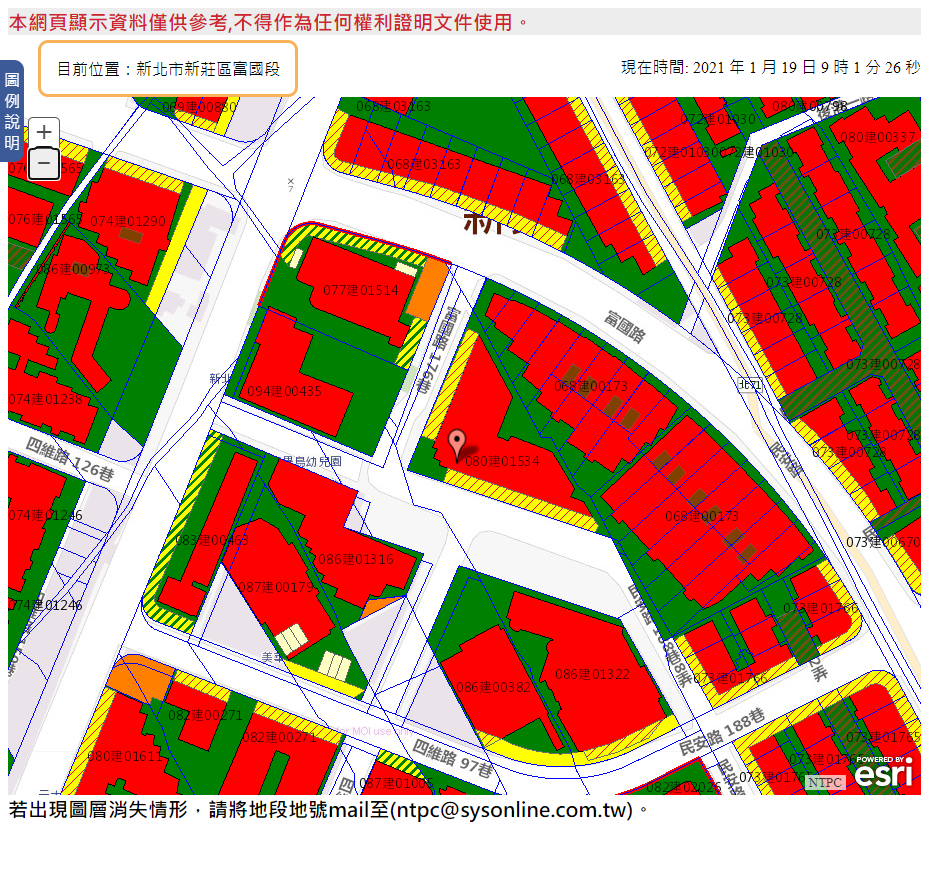 本網頁顯示資料僅供參考,不得作為任何權利證明文件使用。
目前位置：新北市新莊區富國段
現在時間: 2021 年 1 月 19 日 9 時 1 分 26 秒
圖例說明
+
−
069建00830
068建03163
080建00798
072建01030
080建00337
068建03163
072建01030
072建01030
068建03163
076建01565
074建01290
073建00728
086建00973
077建01514
073建00728
073建00728
富國路
富國路 176巷
073建00728
新北
094建00435
068建00173
北71
074建01238
073建00728
073建00728
四維路 126巷
080建01534
民安路
074建01246
068建00173
083建00463
073建00670
086建01316
087建00179
074建01246
073建01766
086建01322
073建01766
086建00382
082建00271
民安路 188巷
082建00271
for MOI use only
073建01765
080建01611
四維路 97巷
087建01005
082建02026
POWERED BY
esri
NTPC
若出現圖層消失情形，請將地段地號mail至(ntpc@sysonline.com.tw)。